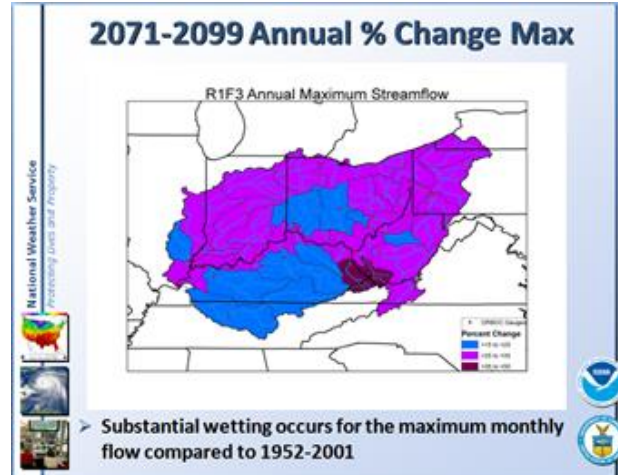 2071-2099 Annual % Change Max
R1F3 Annual Maximum Streamflow
National Weather Service
Protecting Lives and Property
Percent Change
➢ Substantial wetting occurs for the maximum monthly
flow compared to 1952-2001